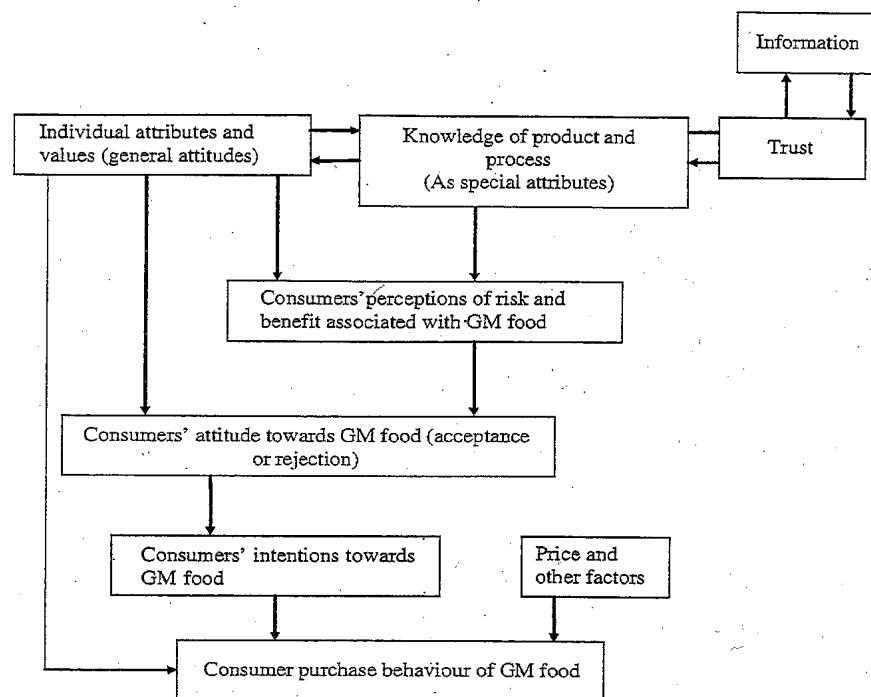 Information
Individual attributes and
values (general attitudes)
Knowledge of product and
process
(As special attributes)
Trust
Consumers' perceptions of risk and
benefit associated with GM food
Consumers' attitude towards GM food (acceptance
or rejection)
Consumers' intentions towards
GM food
Price and
other factors
Consumer purchase behaviour of GM food